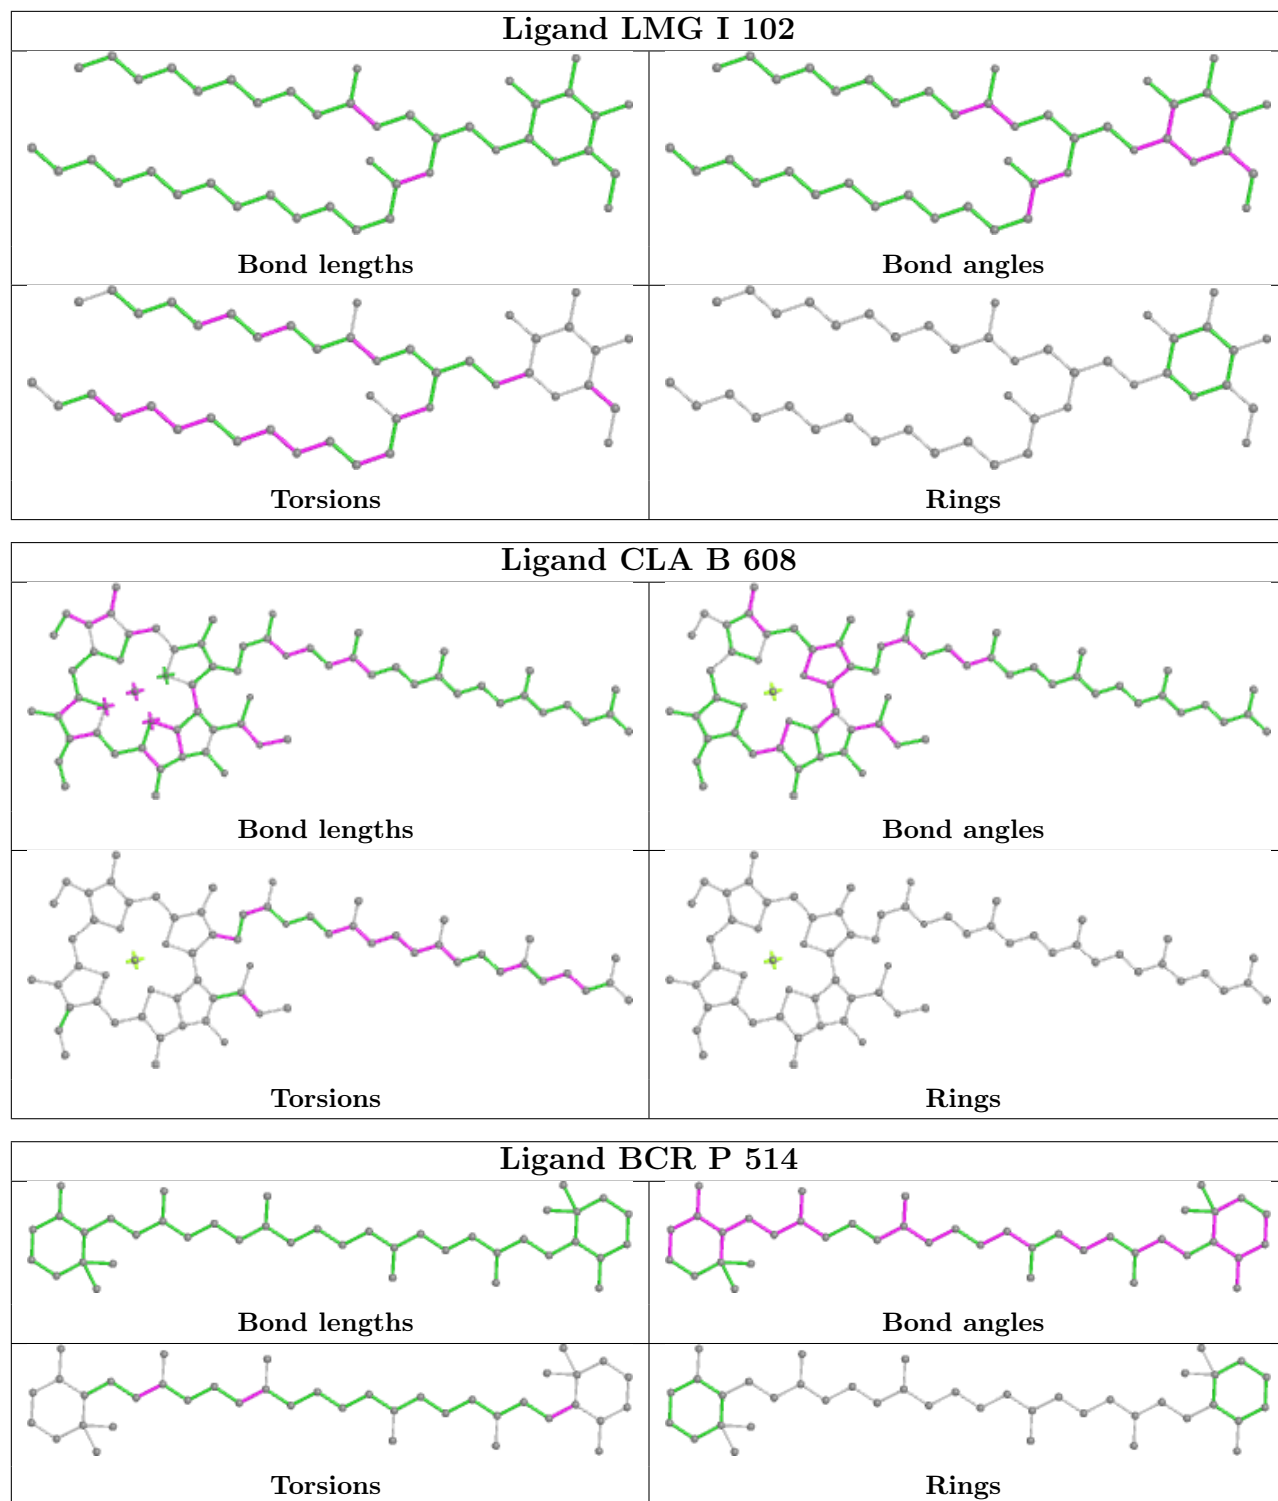 Ligand LMG I 102
Bond lengths
Bond angles
Torsions
Rings
Ligand CLA B 608
Bond lengths
Bond angles
Torsions
Rings
Ligand BCR P 514
Bond lengths
Bond angles
Torsions
Rings